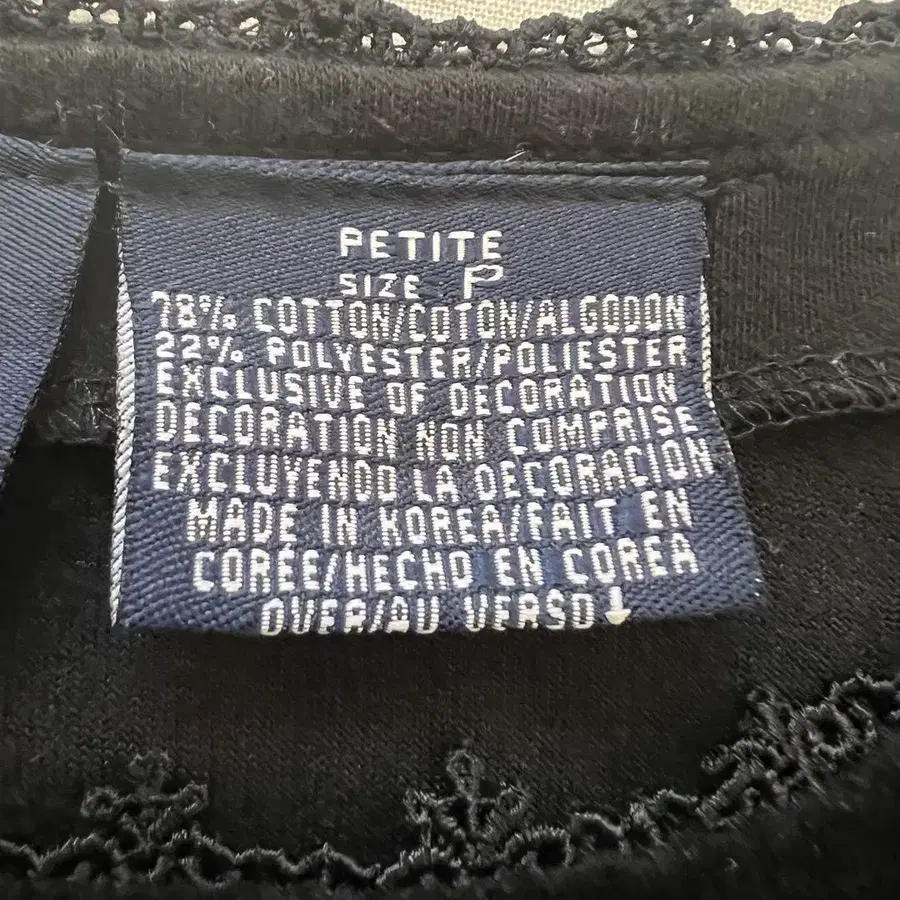 PETITE
SIZE P
78% COTTON/COTON/ALGODON
22% POLYESTER/POLIESTER
EXCLUSIVE OF DECORATION
DECORATION NON COMPRISE
EXCLUYENDO LA DECORACION
MADE IN KOREA/FAIT EN
CORÉE/HECHO EN COREA
OVER/AU VERSO ↓